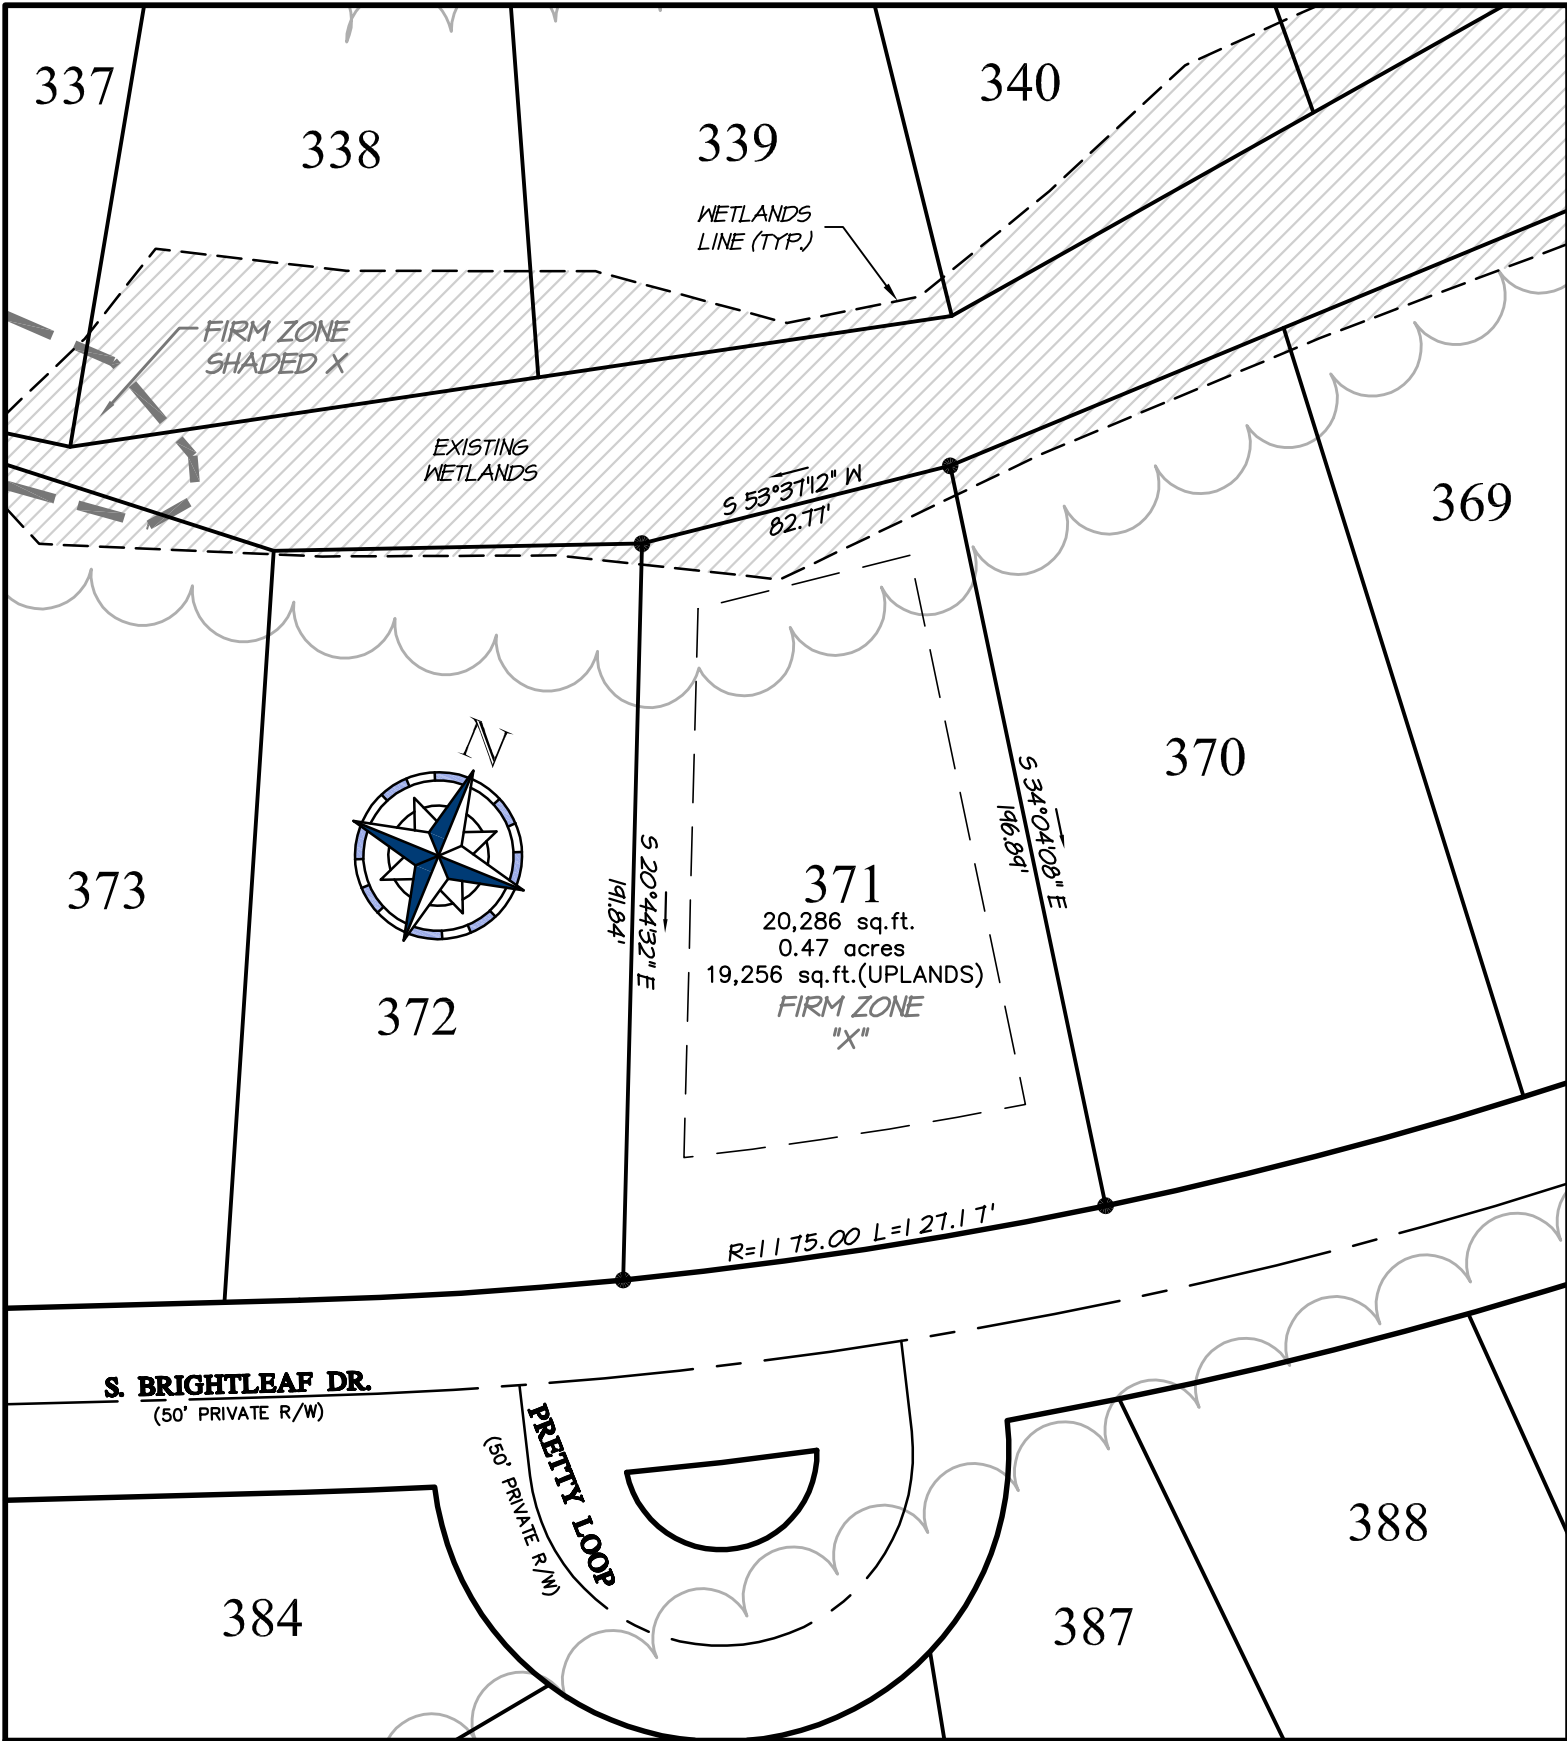 337
338
339
340
WETLANDS
LINE (TYP.)
FIRM ZONE
SHADED X
EXISTING
WETLANDS
S 53°37'12" W
82.77'
369
370
N
S 34°04'08" E
196.89'
S 20°44'32" E
191.84'
371
20,286 sq.ft.
0.47 acres
19,256 sq.ft.(UPLANDS)
FIRM ZONE
"X"
373
372
R=1175.00 L=127.17'
S. BRIGHTLEAF DR.
(50' PRIVATE R/W)
PRETTY LOOP
(50' PRIVATE R/W)
384
387
388